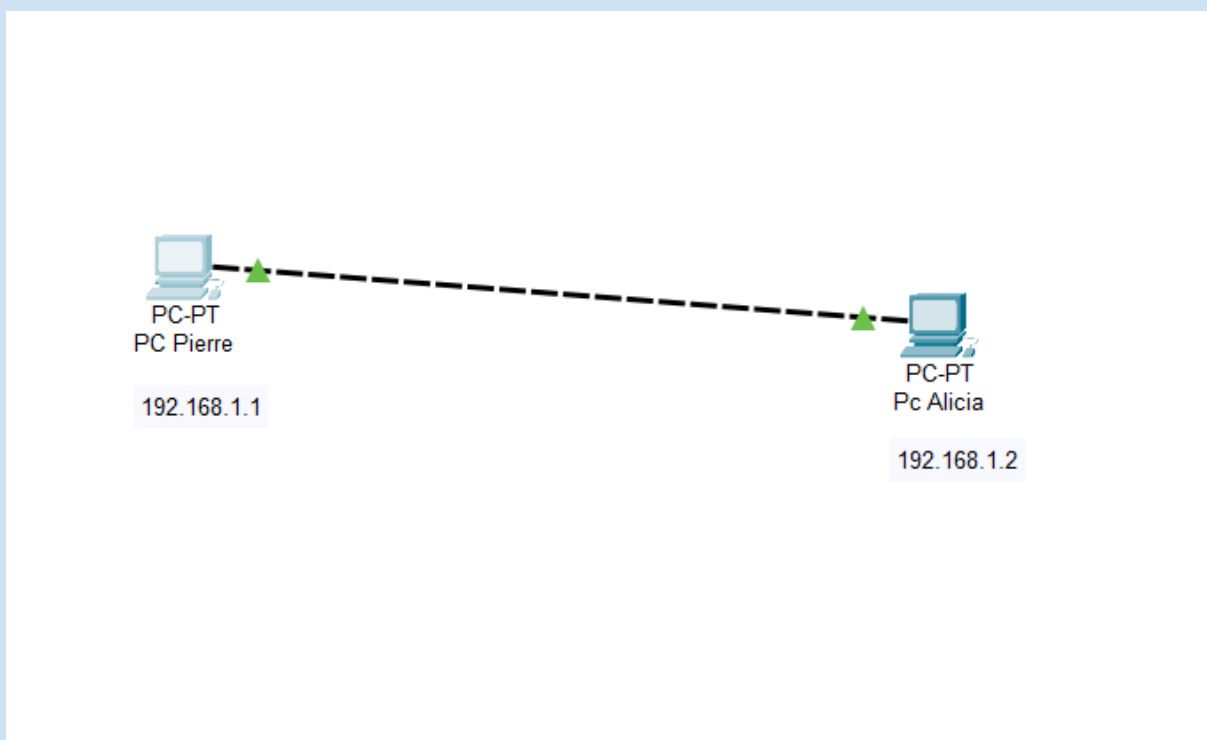 PC-PT
PC Pierre
192.168.1.1
PC-PT
Pc Alicia
192.168.1.2